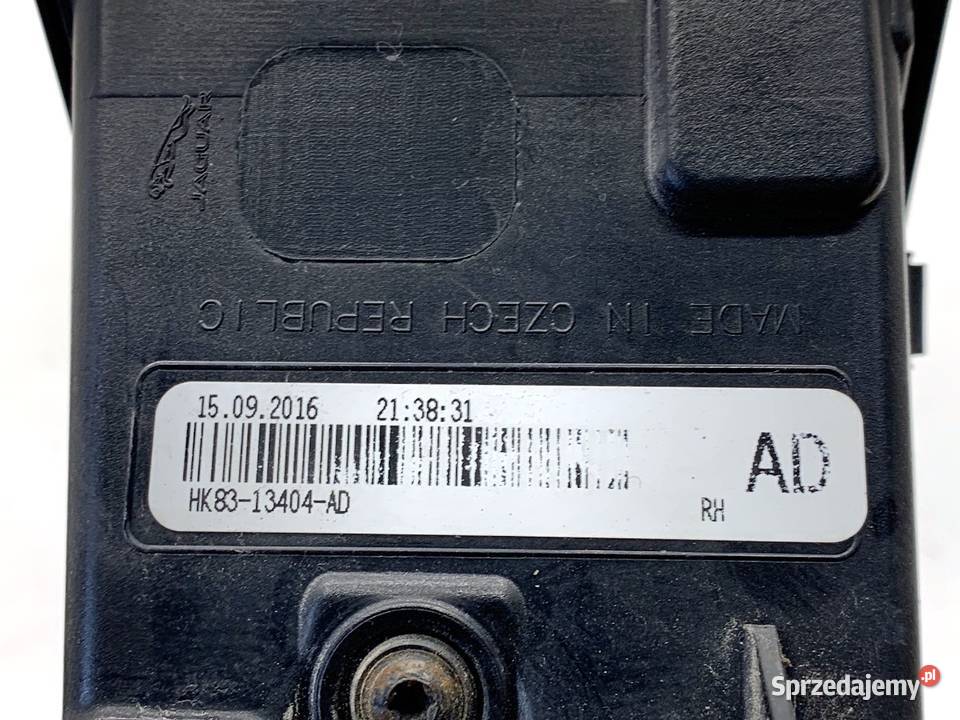 JAGUAR
MADE IN CZECH REPUBLIC
15.09.2016 21:38:31
HK83-13404-AD
RH
AD
Sprzedajemy.pl